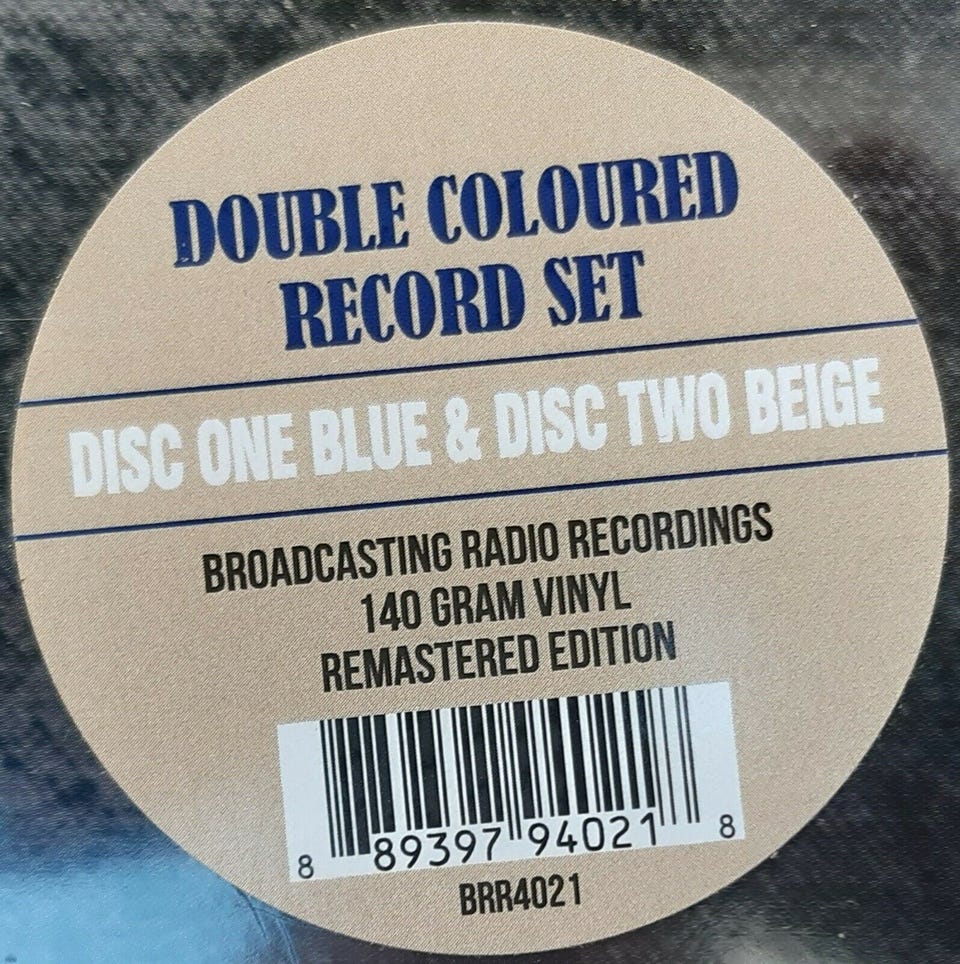 DOUBLE COLOURED
RECORD SET
DISC ONE BLUE & DISC TWO BEIGE
BROADCASTING RADIO RECORDINGS
140 GRAM VINYL
REMASTERED EDITION
8 89397 94021 8
BRR4021